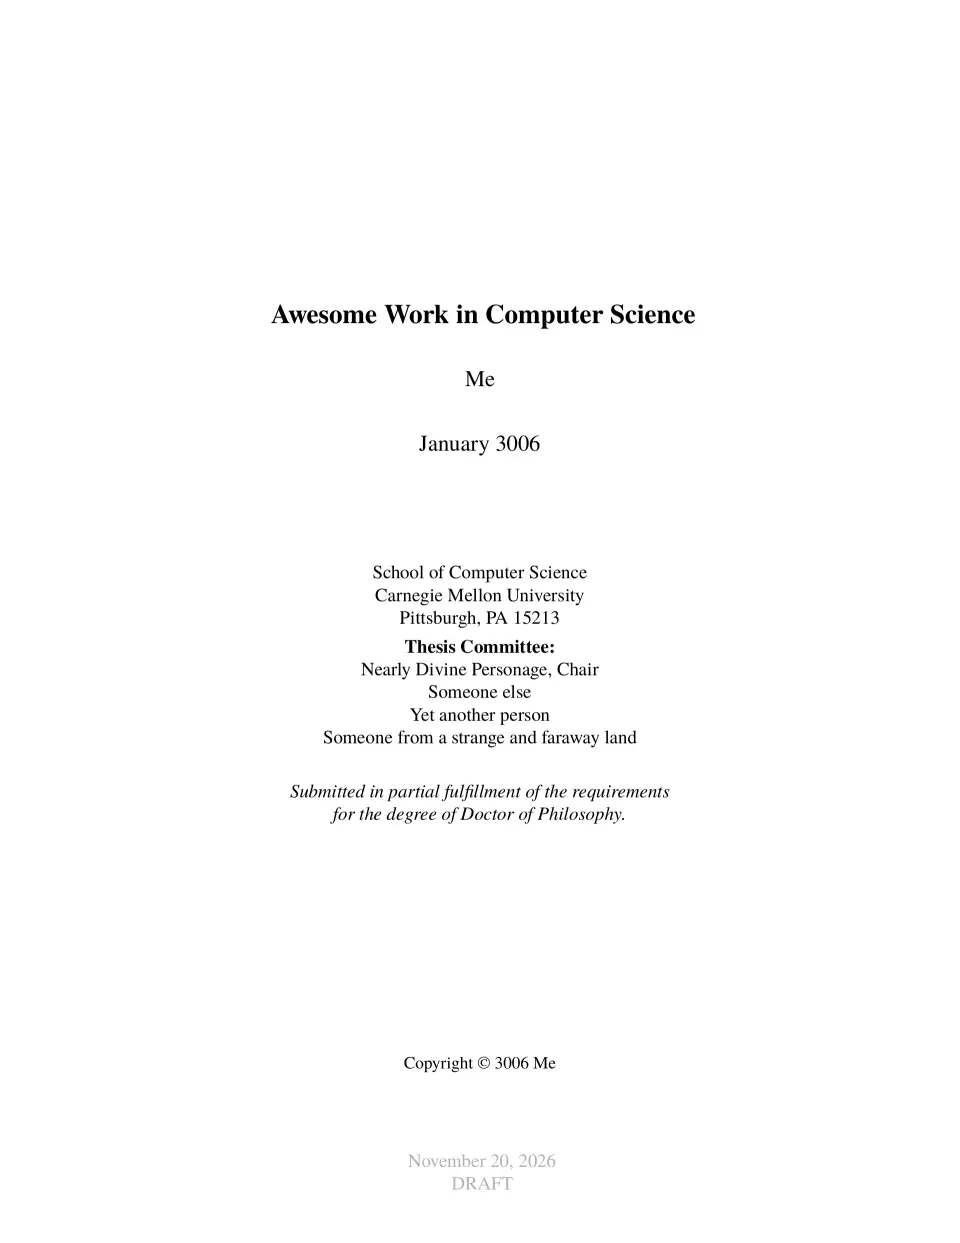 Awesome Work in Computer Science
Me
January 3006
School of Computer Science
Carnegie Mellon University
Pittsburgh, PA 15213
Thesis Committee:
Nearly Divine Personage, Chair
Someone else
Yet another person
Someone from a strange and faraway land
Submitted in partial fulfillment of the requirements
for the degree of Doctor of Philosophy.
Copyright © 3006 Me
November 20, 2026
DRAFT